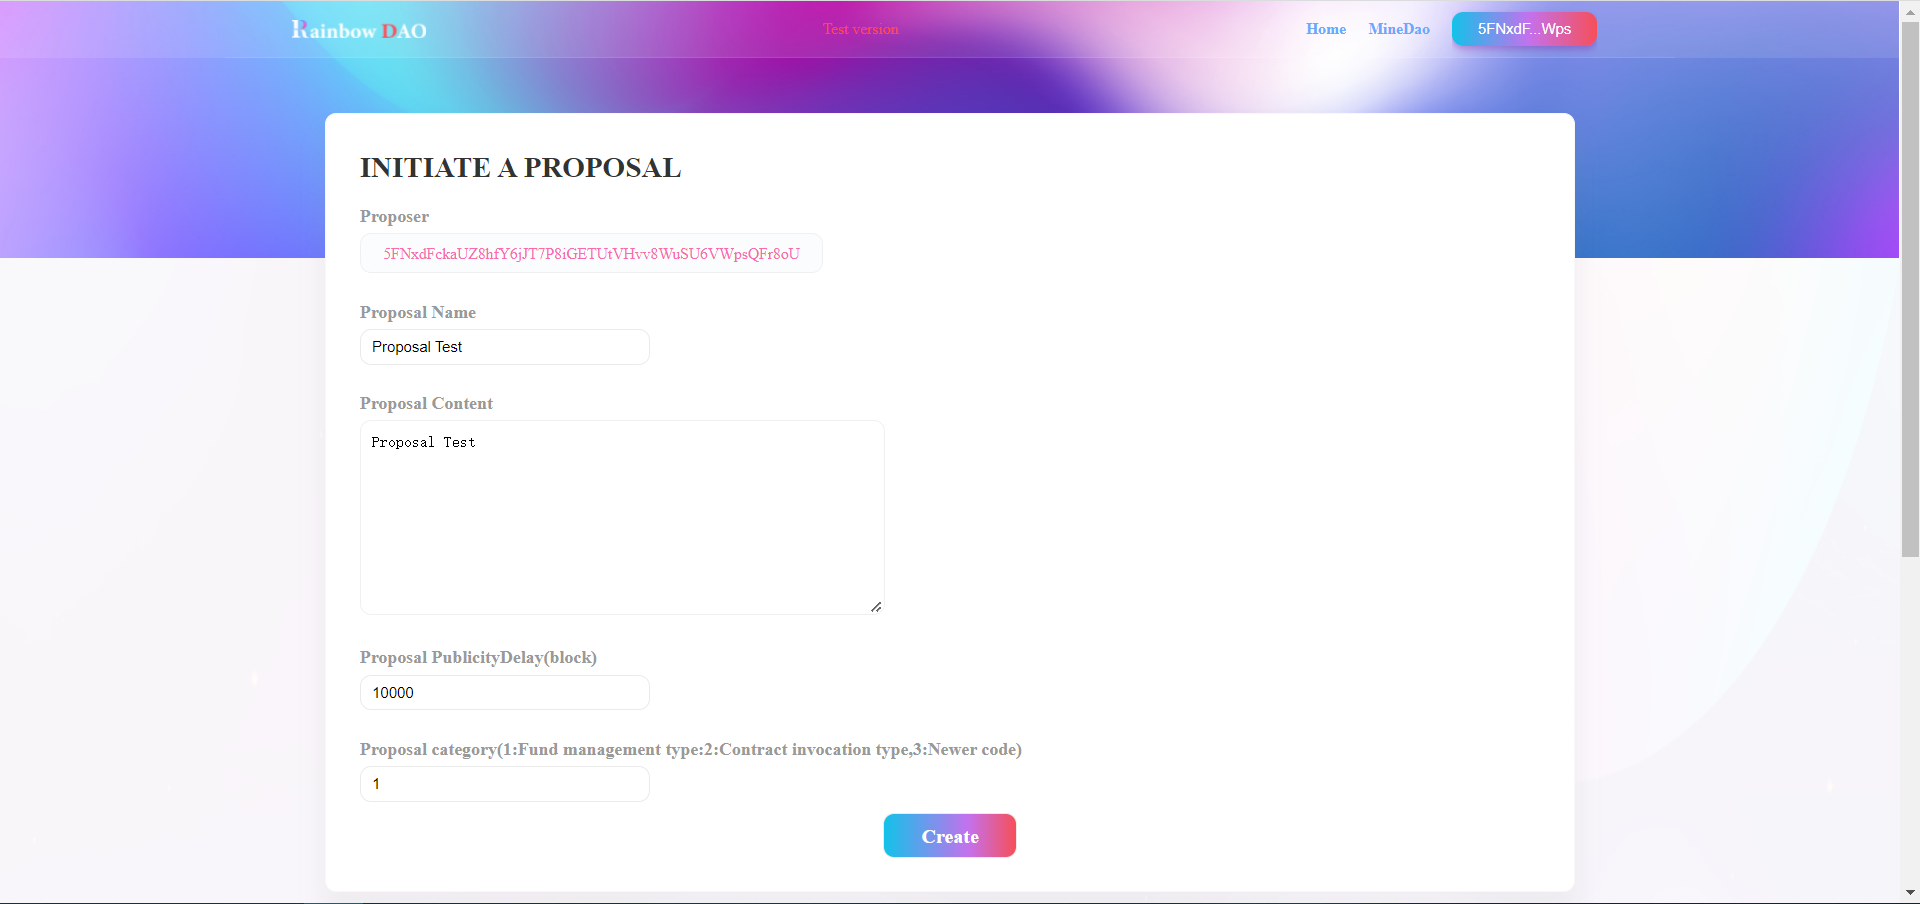 Rainbow DAO
Test version
Home
MineDao
5FNxdF...Wps
INITIATE A PROPOSAL
Proposer
5FNxdFckaUZ8hfY6jJT7P8iGETUtVHvv8WuSU6VWpsQFr8oU
Proposal Name
Proposal Test
Proposal Content
Proposal Test
Proposal PublicityDelay(block)
10000
Proposal category(1:Fund management type:2:Contract invocation type,3:Newer code)
1
Create